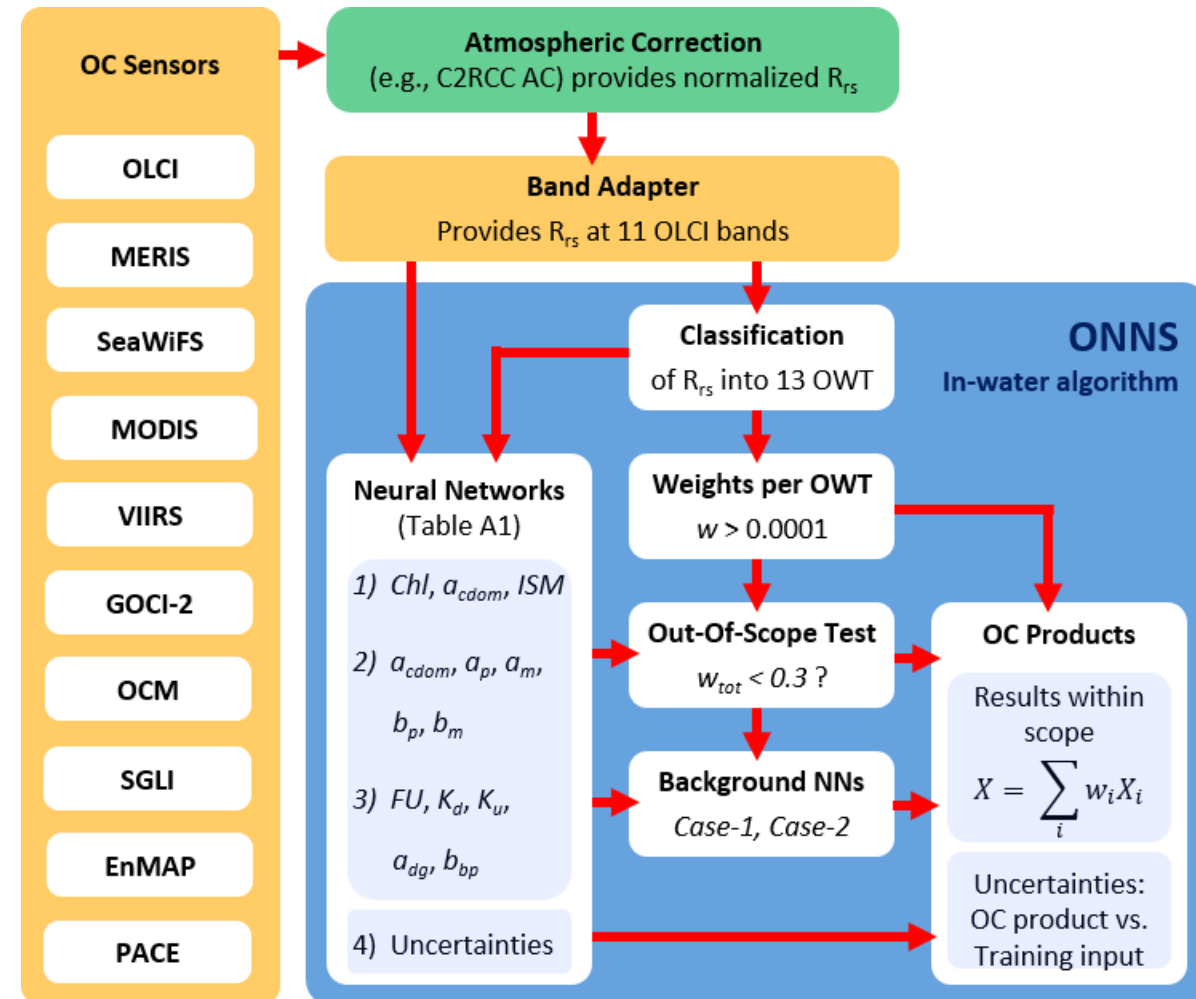 OC Sensors
OLCI
MERIS
SeaWiFS
MODIS
VIIRS
GOCI-2
OCM
SGLI
EnMAP
PACE
Atmospheric Correction
(e.g., C2RCC AC) provides normalized Rrs
Band Adapter
Provides Rrs at 11 OLCI bands
ONNS
In-water algorithm
Classification
of Rrs into 13 OWT
Neural Networks
(Table A1)
1) Chl, acdom, ISM
2) acdom, ap, am,
bp, bm
3) FU, Kd, Ku,
adg, bbp
4) Uncertainties
Weights per OWT
w > 0.0001
Out-Of-Scope Test
wtot < 0.3 ?
Background NNs
Case-1, Case-2
OC Products
Results within
scope
X = ∑i wiXi
Uncertainties:
OC product vs.
Training input